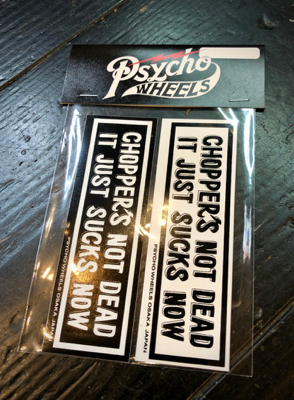 Psycho
WHEELS
CHOPPER'S NOT DEAD
IT JUST SUCKS NOW
PSYCHO WHEELS OSAKA JAPAN
CHOPPER'S NOT DEAD
IT JUST SUCKS NOW
PSYCHO WHEELS OSAKA JAPAN